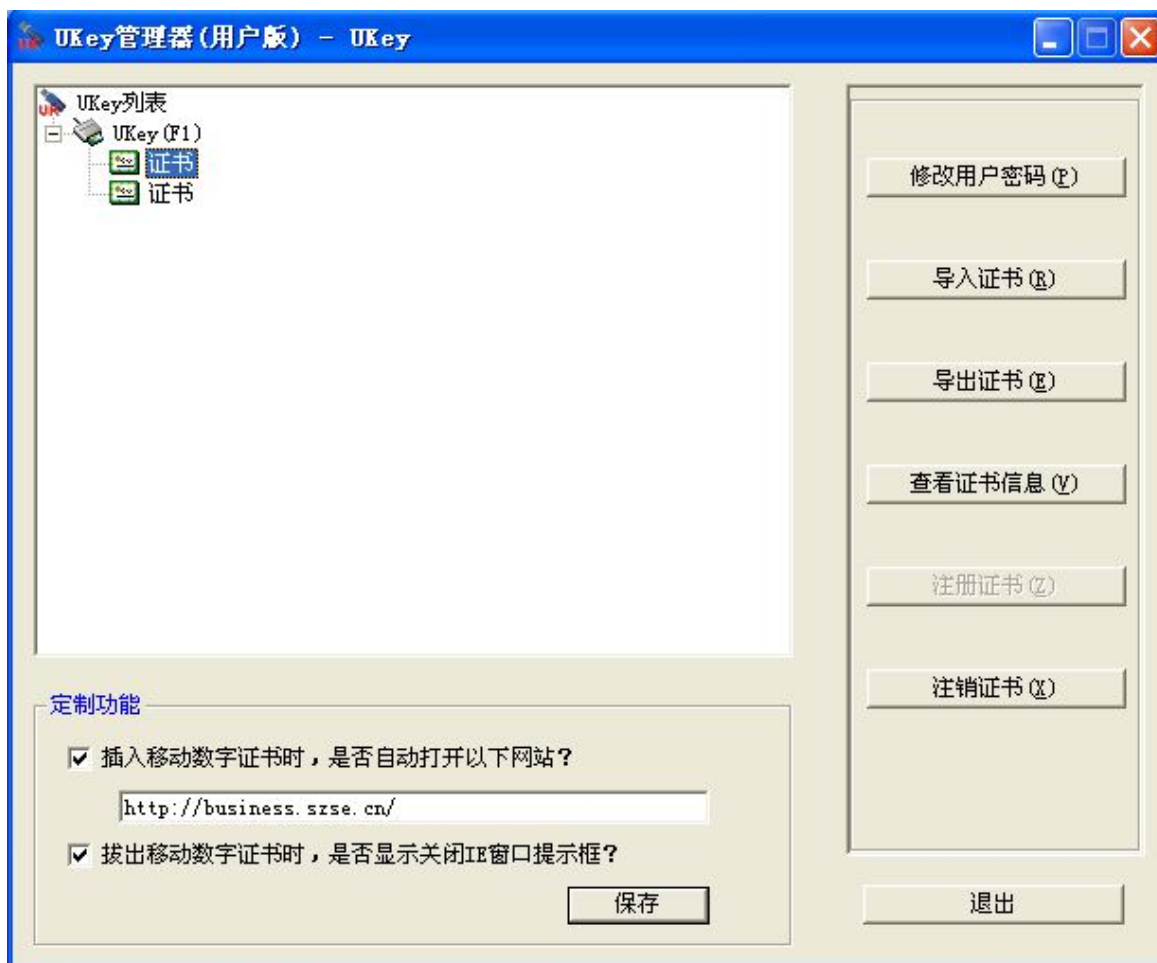 UKey管理器(用户版) - UKey
UKey列表
UKey(F1)
证书
证书
修改用户密码(P)
导入证书(R)
导出证书(E)
查看证书信息(V)
注册证书(Z)
注销证书(X)
定制功能
插入移动数字证书时，是否自动打开以下网站？
http://business.szse.cn/
拔出移动数字证书时，是否显示关闭IE窗口提示框？
保存
退出